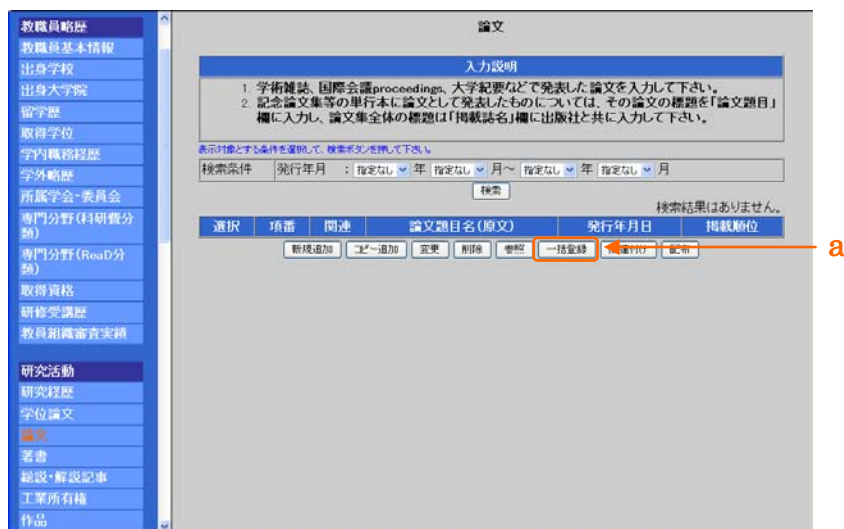 教職員略歴
教職員基本情報
出身学校
出身大学院
留学歴
取得学位
学内職務経歴
学外略歴
所属学会・委員会
専門分野(科研費分
類)
専門分野(ReaD分
類)
取得資格
研修受講歴
教員組織審査実績
研究活動
研究経歴
学位論文
論文
著書
総説・解説記事
工業所有権
作品
論文
入力説明
1. 学術雑誌、国際会議proceedings、大学紀要などで発表した論文を入力して下さい。
2. 記念論文集等の単行本に論文として発表したものについては、その論文の標題を「論文題目」
欄に入力し、論文集全体の標題は「掲載誌名」欄に出版社と共に入力して下さい。
表示対象とする条件を選択して、検索ボタンを押して下さい。
検索条件 発行年月 : 指定なし 年 指定なし 月～ 指定なし 年 指定なし 月
検索
検索結果はありません。
選択 項番 関連 論文題目名(原文) 発行年月日 掲載順位
新規追加 コピー追加 変更 削除 参照 一括登録 配布
a